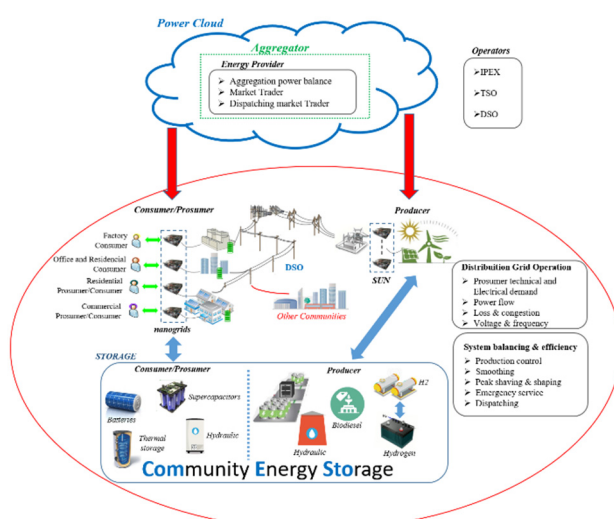 Power Cloud
Aggregator
Energy Provider
➢ Aggregation power balance
➢ Market Trader
➢ Dispatching market Trader
Operators
➢IPEX
➢TSO
➢DSO
Consumer/Prosumer
Factory
Consumer
Office and Residencial
Consumer
Residential
Prosumer/Consumer
Commercial
Prosumer/Consumer
nanogrids
DSO
Other Communities
Producer
SUN
Distribuition Grid Operation
➢ Prosumer technical and
Electrical demand
➢ Power flow
➢ Loss & congestion
➢ Voltage & frequency
System balancing & efficiency
➢ Production control
➢ Smoothing
➢ Peak shaving & shaping
➢ Emergency service
➢ Dispatching
STORAGE
Consumer/Prosumer
Batteries
Supercapacitors
Thermal
storage
Hydraulic
Producer
Hydraulic
Biodiesel
H2
Hydrogen
Community Energy Storage